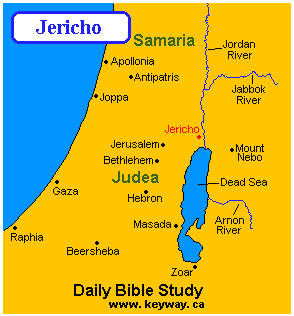 Jericho
Samaria
Jordan
River
Apollonia
Antipatris
Jabbok
River
Joppa
Jericho
Jerusalem
Mount
Nebo
Bethlehem
Judea
Dead Sea
Gaza
Hebron
Arnon
River
Masada
Raphia
Beersheba
Zoar
Daily Bible Study
www.keyway.ca